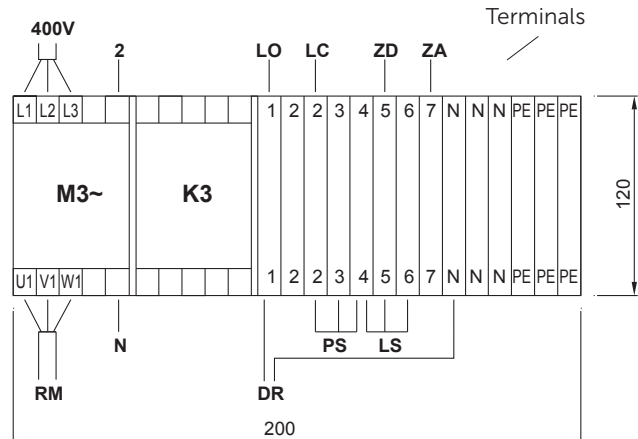 Terminals
400V 2 LO LC ZD ZA
L1 L2 L3 1 2 2 3 4 5 6 7 N N N PE PE PE
M3~ K3
120
U1 V1 W1 1 2 2 3 4 5 6 7 N N N PE PE PE
N PS LS
RM DR
200